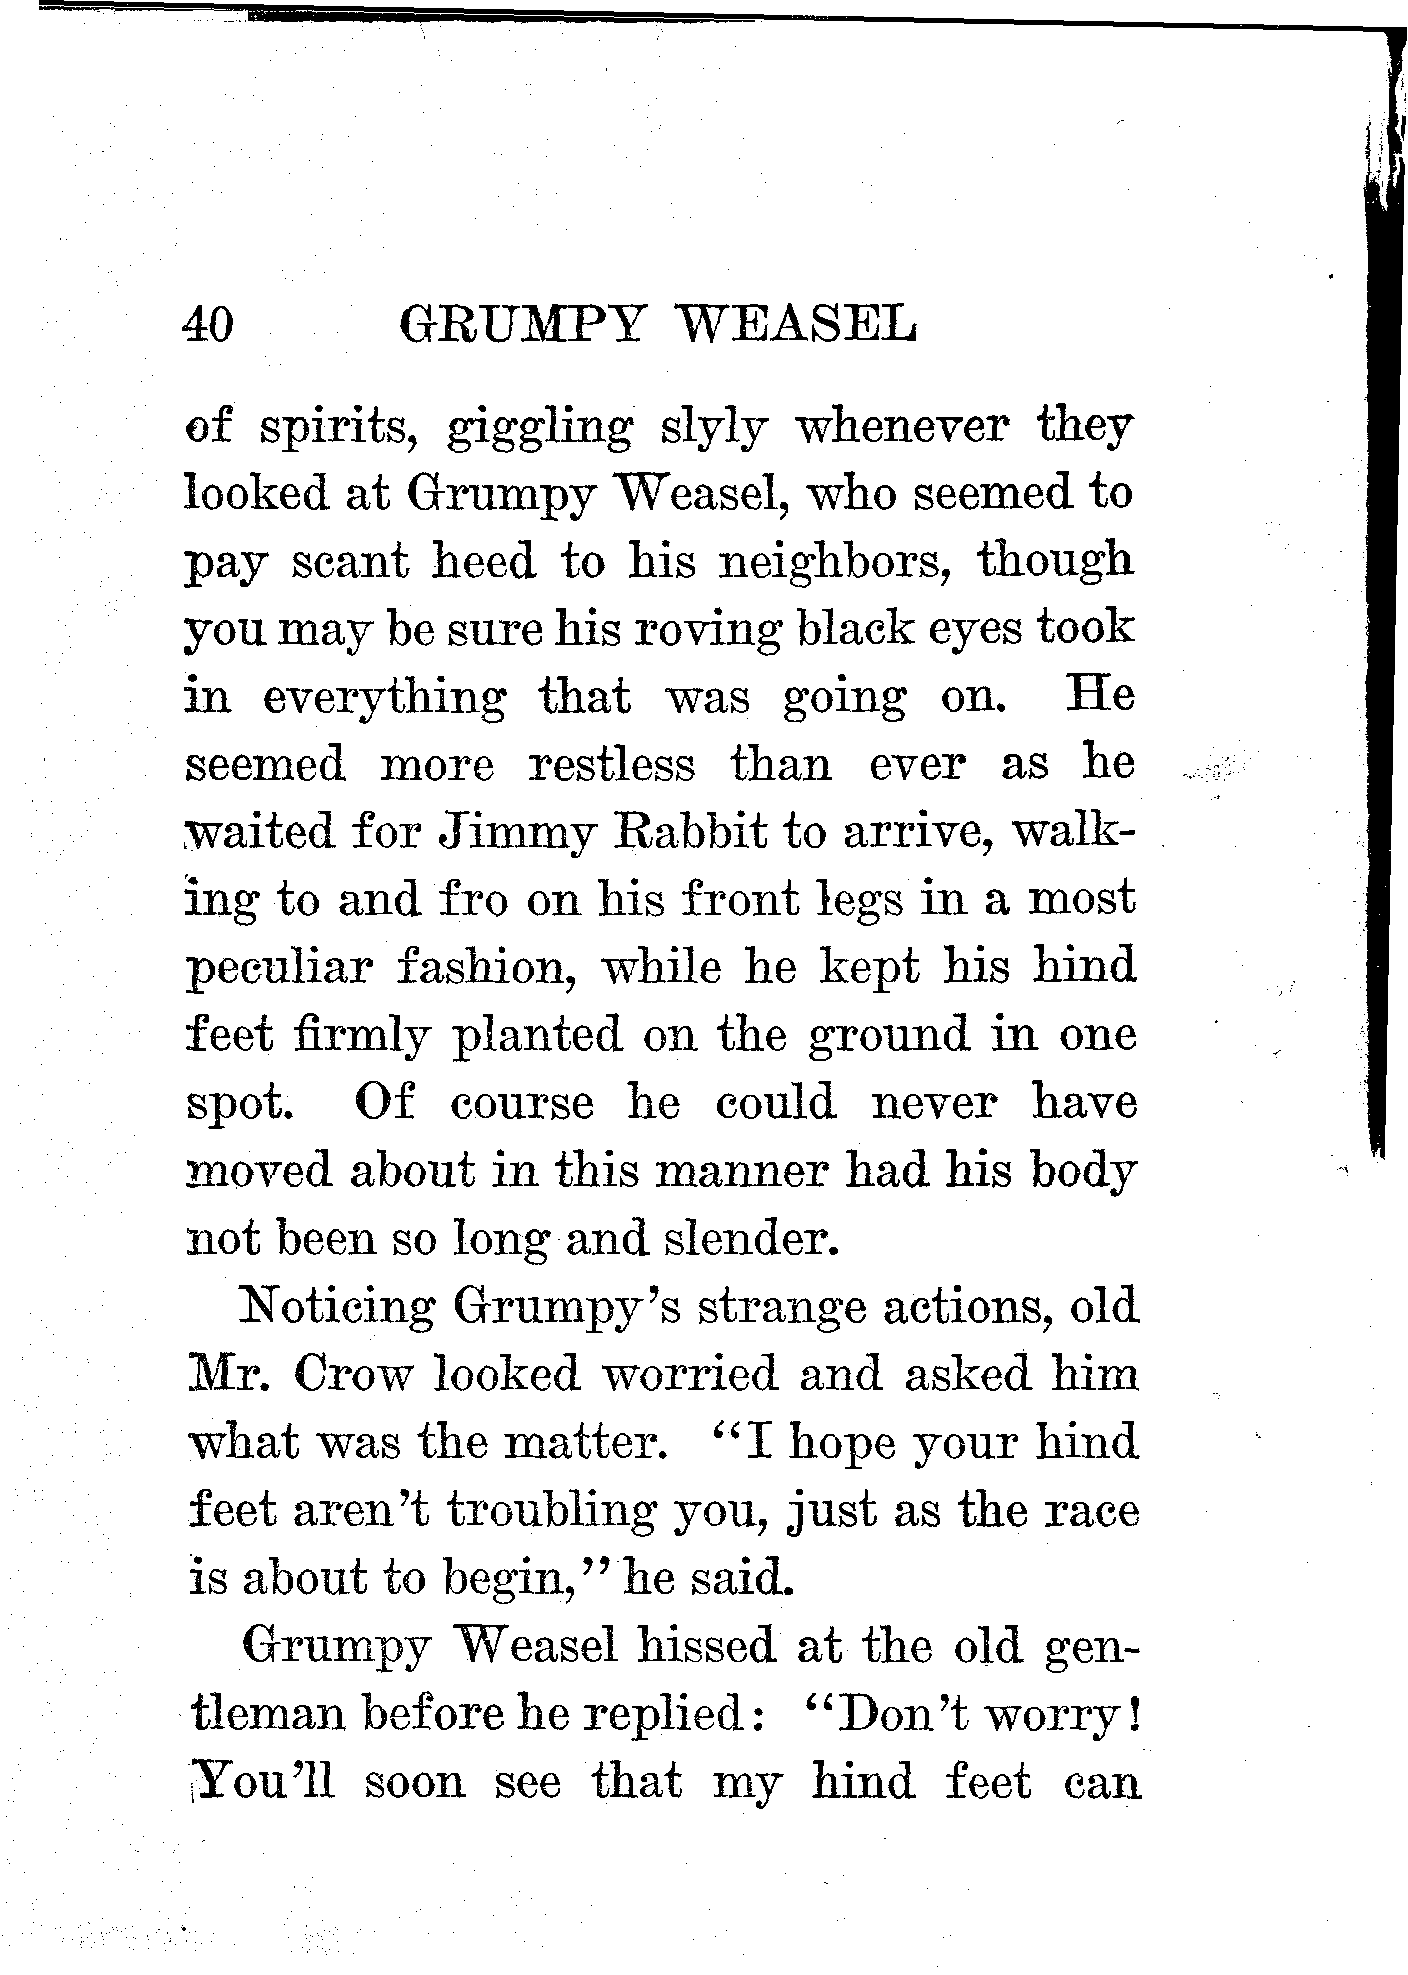 40 GRUMPY WEASEL
of spirits, giggling slyly whenever they
looked at Grumpy Weasel, who seemed to
pay scant heed to his neighbors, though
you may be sure his roving black eyes took
in everything that was going on. He
seemed more restless than ever as he
waited for Jimmy Rabbit to arrive, walk-
ing to and fro on his front legs in a most
peculiar fashion, while he kept his hind
feet firmly planted on the ground in one
spot. Of course he could never have
moved about in this manner had his body
not been so long and slender.
Noticing Grumpy's strange actions, old
Mr. Crow looked worried and asked him
what was the matter. "I hope your hind
feet aren't troubling you, just as the race
is about to begin," he said.
Grumpy Weasel hissed at the old gen-
tleman before he replied: "Don't worry!
You'll soon see that my hind feet can